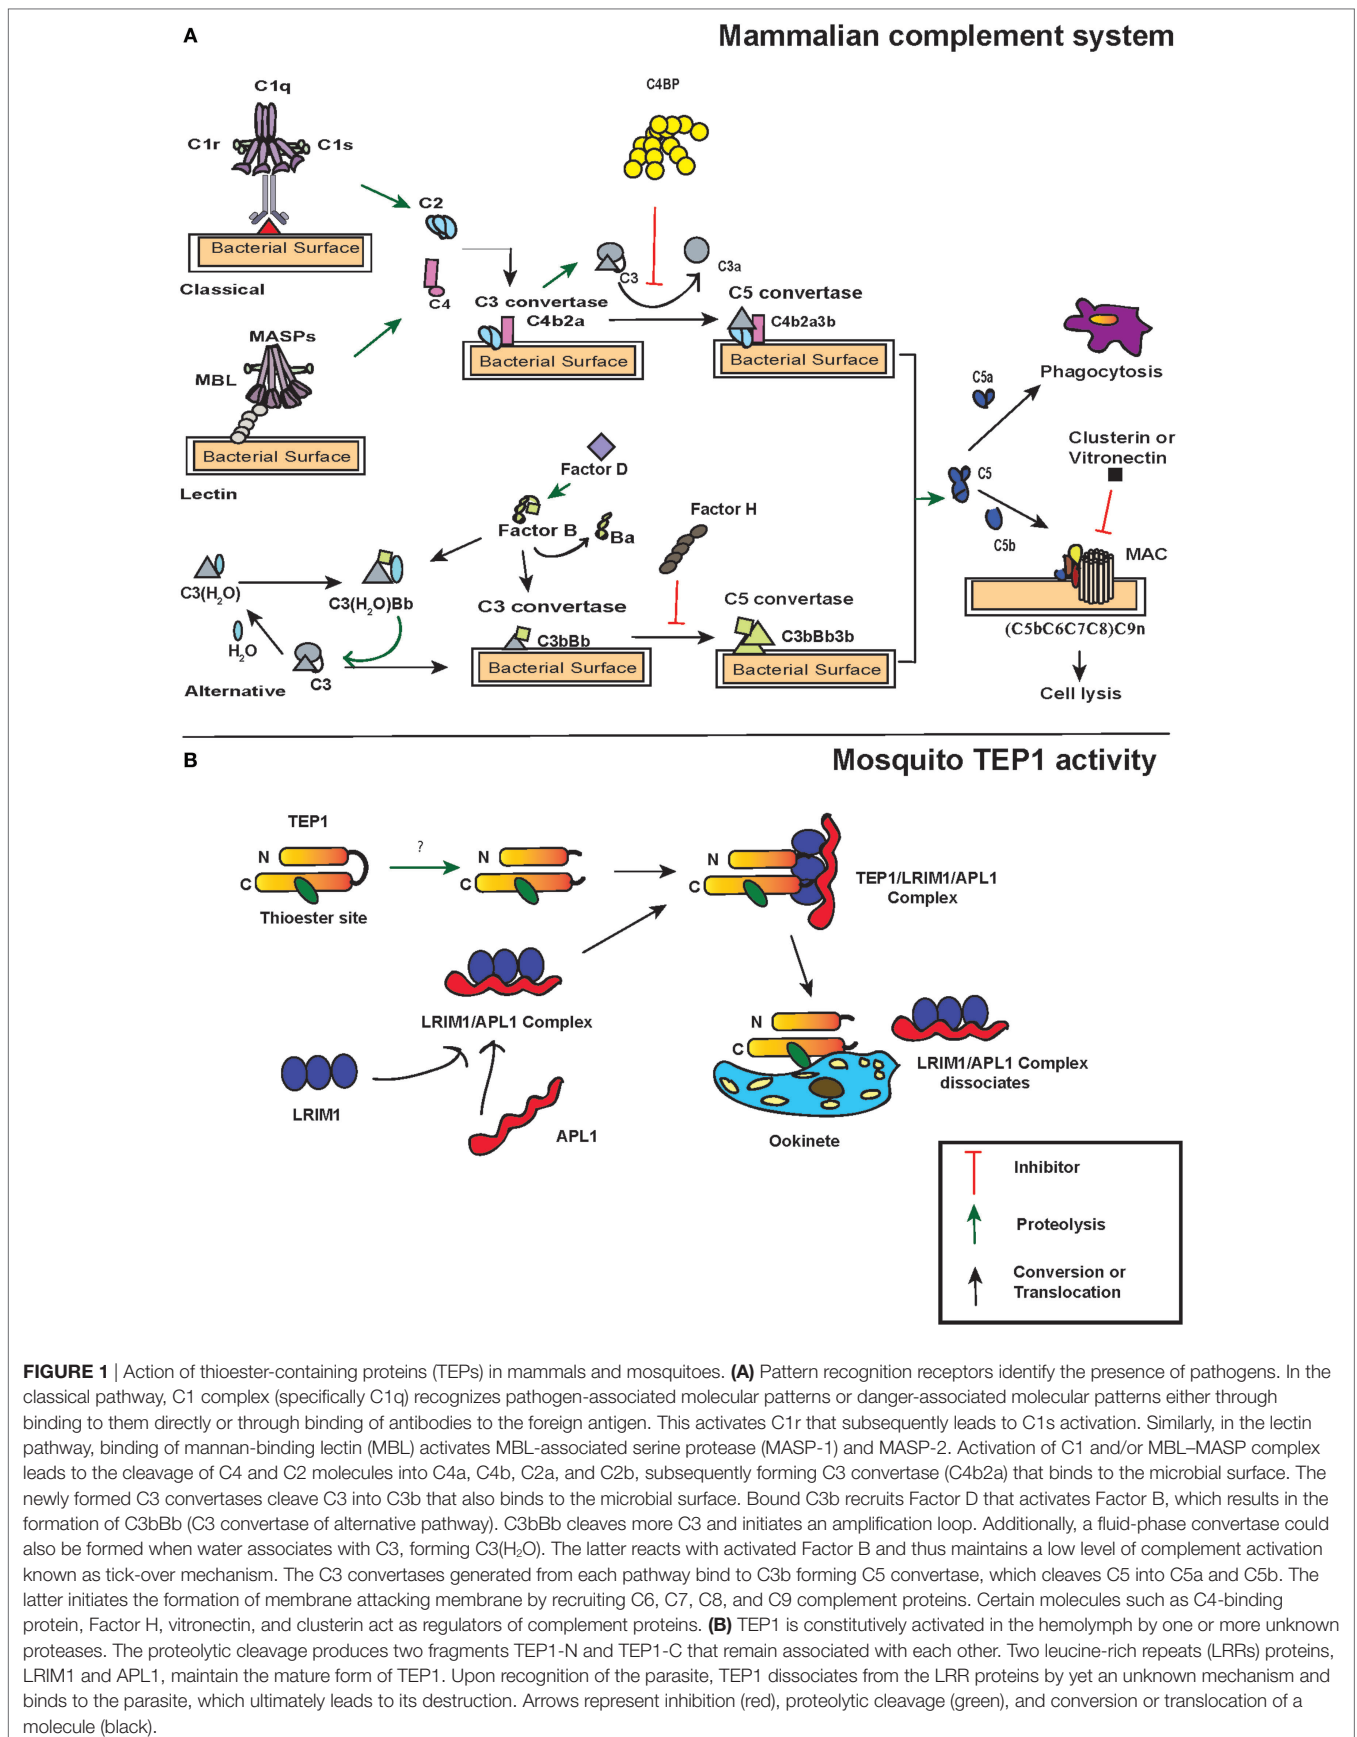 A
Mammalian complement system
C1q
C1r
C1s
Bacterial Surface
Classical
C2
C4
MASPs
MBL
Bacterial Surface
Lectin
C3 convertase
C4b2a
Bacterial Surface
C4BP
C3
C3a
C5 convertase
C4b2a3b
Bacterial Surface
Factor D
Factor B
Ba
Factor H
C3(H2O)
C3(H2O)Bb
H2O
C3
Alternative
C3 convertase
C3bBb
Bacterial Surface
C5 convertase
C3bBb3b
Bacterial Surface
C5a
C5
C5b
Phagocytosis
Clusterin or
Vitronectin
MAC
(C5bC6C7C8)C9n
Cell lysis
B
Mosquito TEP1 activity
TEP1
N
C
Thioester site
?
N
C
N
C
TEP1/LRIM1/APL1
Complex
LRIM1/APL1 Complex
LRIM1
APL1
N
C
Ookinete
LRIM1/APL1 Complex
dissociates
Inhibitor
Proteolysis
Conversion or
Translocation
FIGURE 1 | Action of thioester-containing proteins (TEPs) in mammals and mosquitoes. (A) Pattern recognition receptors identify the presence of pathogens. In the
classical pathway, C1 complex (specifically C1q) recognizes pathogen-associated molecular patterns or danger-associated molecular patterns either through
binding to them directly or through binding of antibodies to the foreign antigen. This activates C1r that subsequently leads to C1s activation. Similarly, in the lectin
pathway, binding of mannan-binding lectin (MBL) activates MBL-associated serine protease (MASP-1) and MASP-2. Activation of C1 and/or MBL–MASP complex
leads to the cleavage of C4 and C2 molecules into C4a, C4b, C2a, and C2b, subsequently forming C3 convertase (C4b2a) that binds to the microbial surface. The
newly formed C3 convertases cleave C3 into C3b that also binds to the microbial surface. Bound C3b recruits Factor D that activates Factor B, which results in the
formation of C3bBb (C3 convertase of alternative pathway). C3bBb cleaves more C3 and initiates an amplification loop. Additionally, a fluid-phase convertase could
also be formed when water associates with C3, forming C3(H2O). The latter reacts with activated Factor B and thus maintains a low level of complement activation
known as tick-over mechanism. The C3 convertases generated from each pathway bind to C3b forming C5 convertase, which cleaves C5 into C5a and C5b. The
latter initiates the formation of membrane attacking membrane by recruiting C6, C7, C8, and C9 complement proteins. Certain molecules such as C4-binding
protein, Factor H, vitronectin, and clusterin act as regulators of complement proteins. (B) TEP1 is constitutively activated in the hemolymph by one or more unknown
proteases. The proteolytic cleavage produces two fragments TEP1-N and TEP1-C that remain associated with each other. Two leucine-rich repeats (LRRs) proteins,
LRIM1 and APL1, maintain the mature form of TEP1. Upon recognition of the parasite, TEP1 dissociates from the LRR proteins by yet an unknown mechanism and
binds to the parasite, which ultimately leads to its destruction. Arrows represent inhibition (red), proteolytic cleavage (green), and conversion or translocation of a
molecule (black).